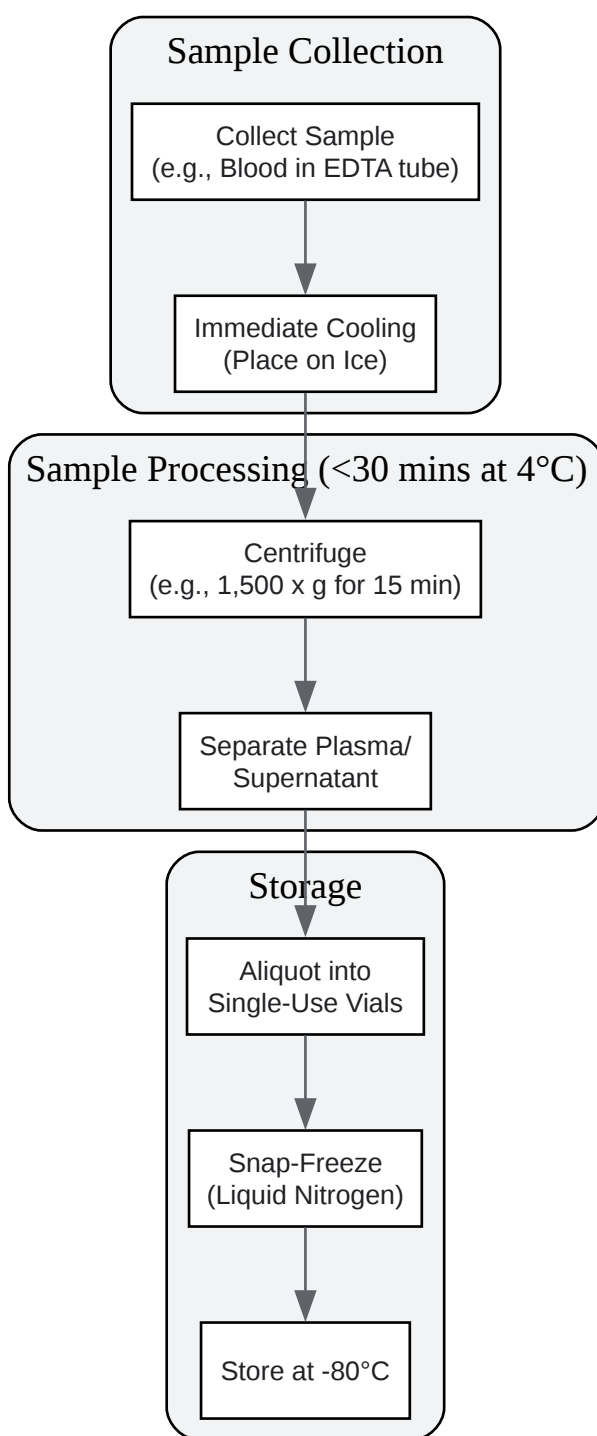 Sample Collection
Collect Sample
(e.g., Blood in EDTA tube)
Immediate Cooling
(Place on Ice)
Sample Processing (<30 mins at 4°C)
Centrifuge
(e.g., 1,500 x g for 15 min)
Separate Plasma/
Supernatant
Storage
Aliquot into
Single-Use Vials
Snap-Freeze
(Liquid Nitrogen)
Store at -80°C